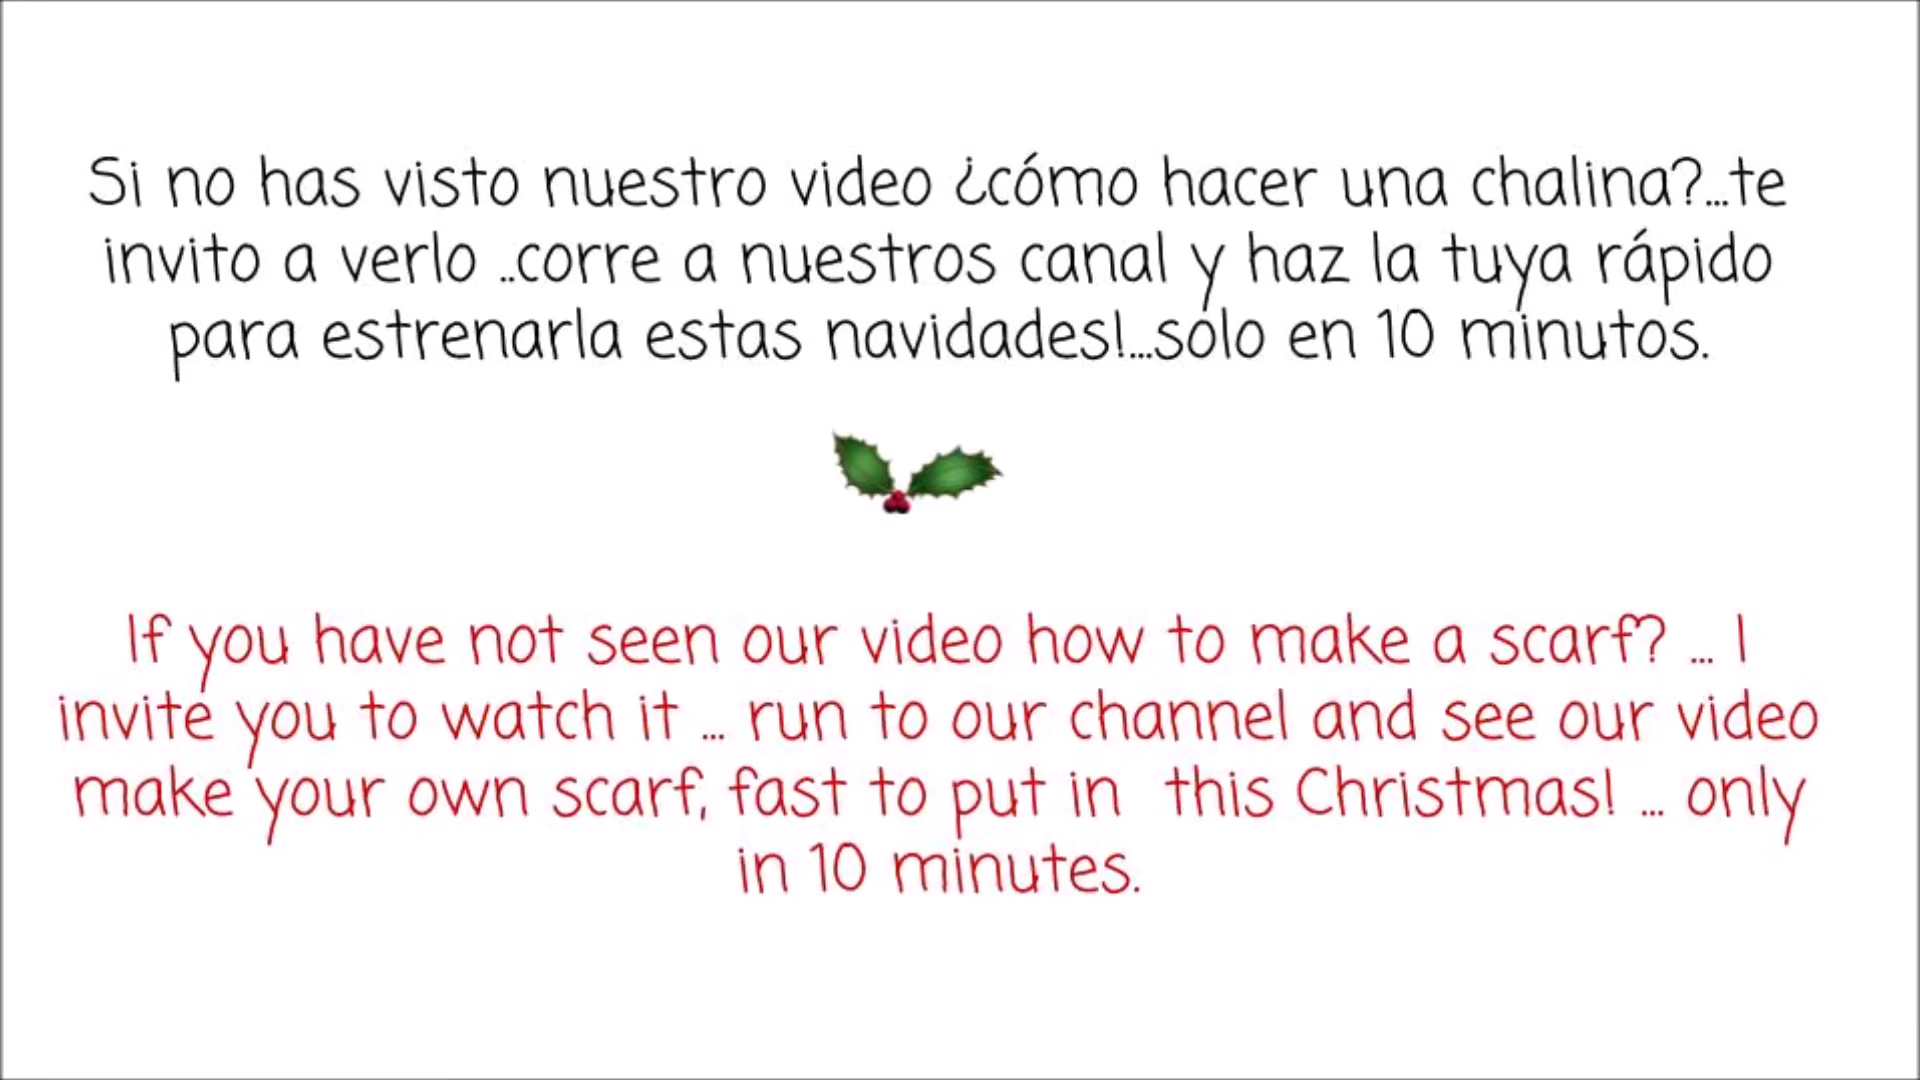 Si no has visto nuestro video ¿cómo hacer una chalina?...te
invito a verlo ..corre a nuestros canal y haz la tuya rápido
para estrenarla estas navidades!...sólo en 10 minutos.
If you have not seen our video how to make a scarf? ... I
invite you to watch it ... run to our channel and see our video
make your own scarf, fast to put in this Christmas! ... only
in 10 minutes.